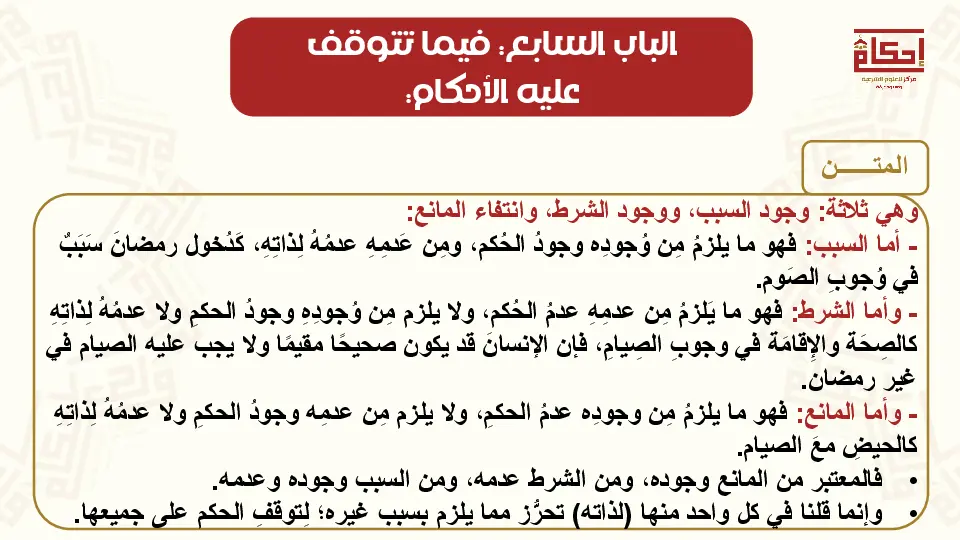 الباب السابع: فيما تتوقف
عليه الأحكام:
إحكام
مركز للعلوم الشرعية
المتـــــن
وهي ثلاثة: وجود السبب، ووجود الشرط، وانتفاء المانع:
- أما السبب: فهو ما يلزمُ مِن وُجودِه وجودُ الحُكم، ومِن عَدمِهِ عدمُهُ لِذاتِهِ، كَدُخول رمضانَ سَبَبٌ
في وُجوبِ الصَوم.
- وأما الشرط: فهو ما يَلزمُ مِن عدمِهِ عدمُ الحُكم، ولا يلزم مِن وُجودِهِ وجودُ الحكمِ ولا عدمُهُ لِذاتِهِ
كالصِحَة والإِقامَة في وجوبِ الصِيامِ، فإن الإنسانَ قد يكون صحيحًا مقيمًا ولا يجب عليه الصيام في
غير رمضان.
- وأما المانع: فهو ما يلزمُ مِن وجودِه عدمُ الحكمِ، ولا يلزم مِن عدمِه وجودُ الحكمِ ولا عدمُهُ لِذاتِهِ
كالحيضِ معَ الصيام.
• فالمعتبر من المانع وجوده، ومن الشرط عدمه، ومن السبب وجوده وعدمه.
• وإنما قلنا في كل واحد منها (لذاته) تحرُّز مما يلزم بسبب غيره؛ لِتوقفِ الحكم على جميعها.